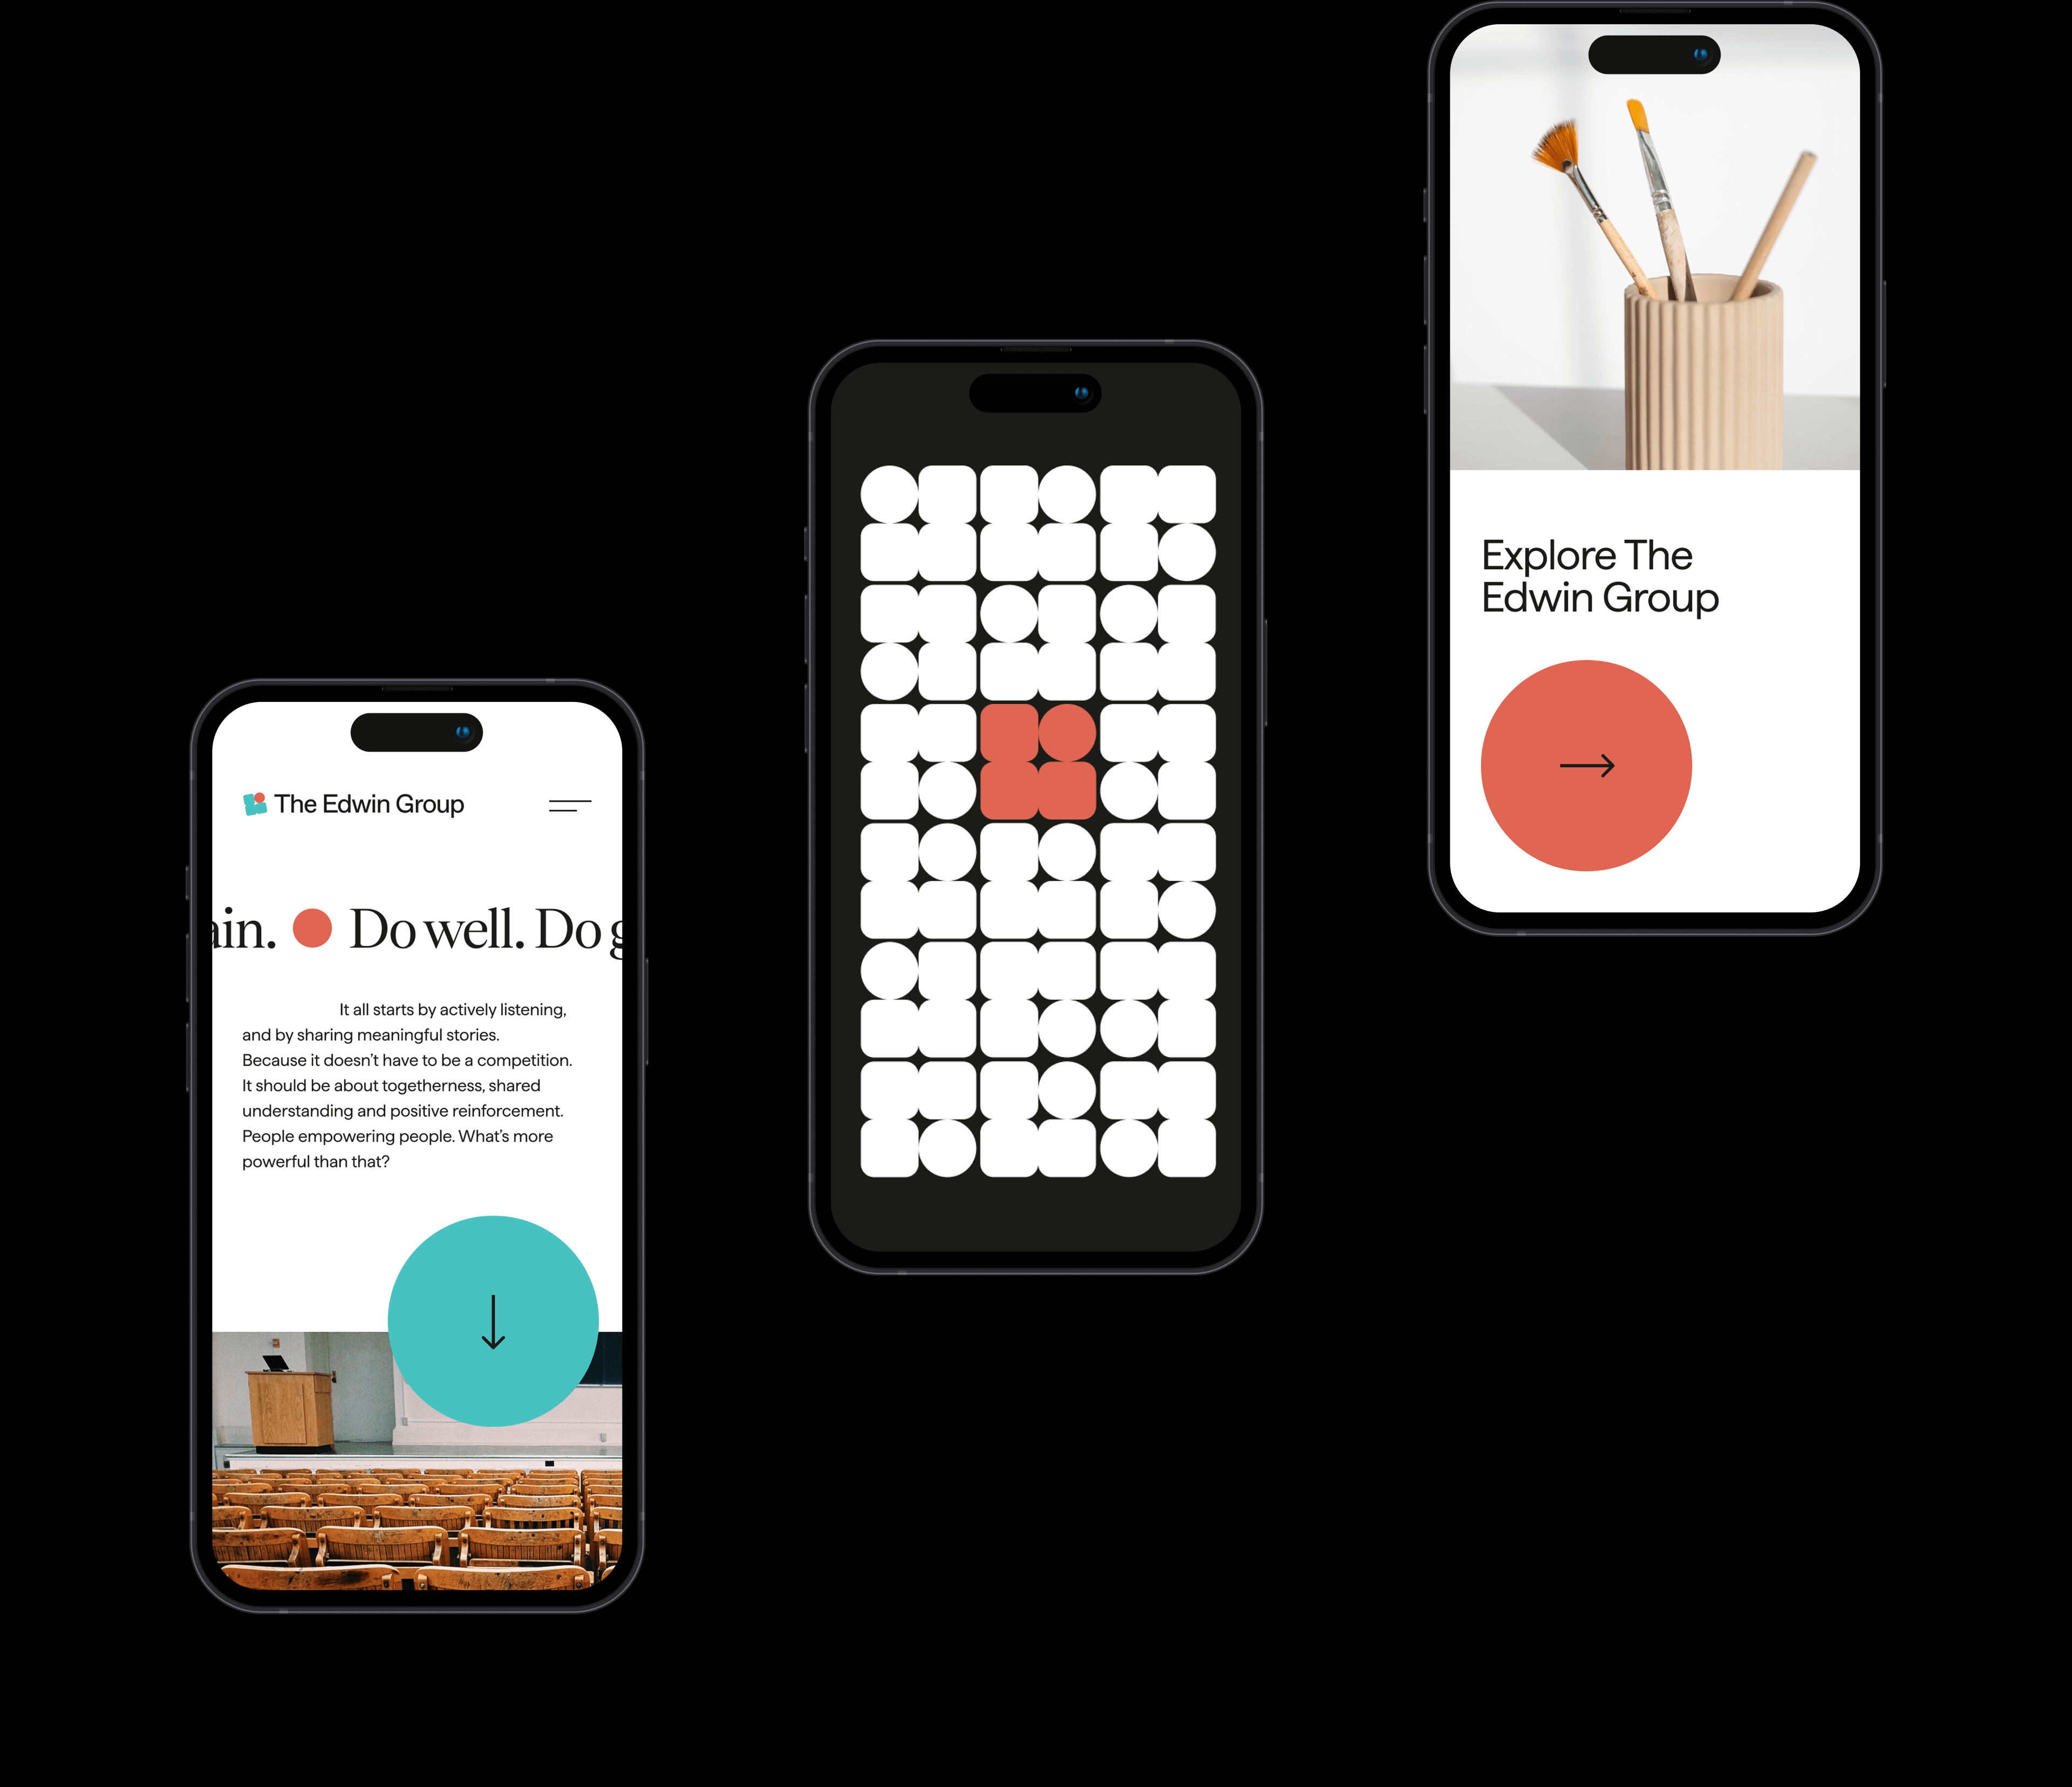 The Edwin Group
ain. Do well. Do g
It all starts by actively listening,
and by sharing meaningful stories.
Because it doesn’t have to be a competition.
It should be about togetherness, shared
understanding and positive reinforcement.
People empowering people. What’s more
powerful than that?
Explore The
Edwin Group